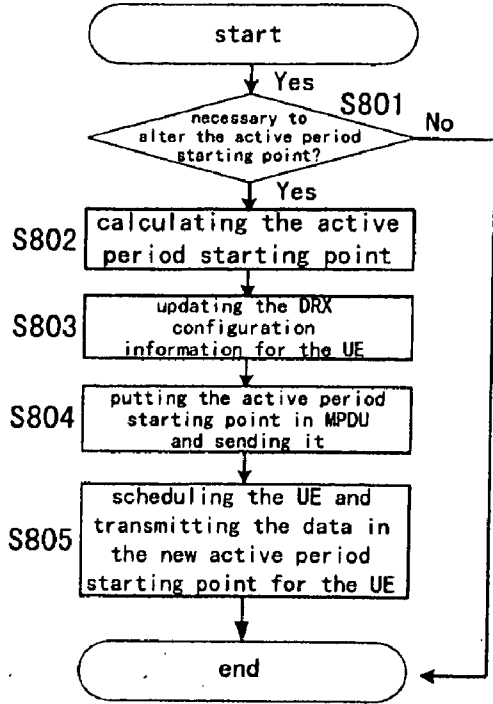 start
Yes
S801
necessary to
alter the active period
starting point?
No
Yes
S802
calculating the active
period starting point
S803
updating the DRX
configuration
information for the UE
S804
putting the active period
starting point in MPDU
and sending it
S805
scheduling the UE and
transmitting the data in
the new active period
starting point for the UE
end